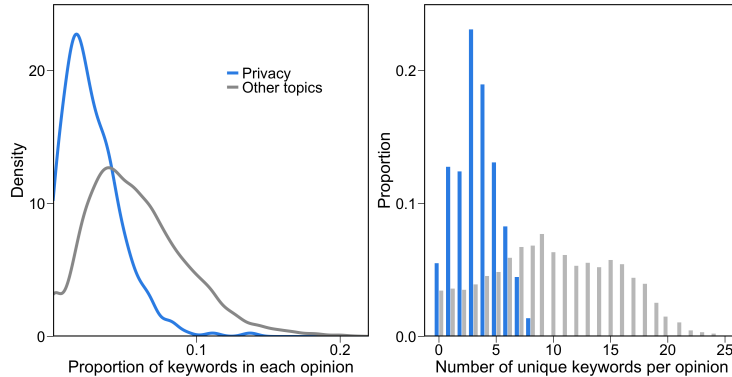 Density
20
10
0
0.1
0.2
Proportion of keywords in each opinion
Privacy
Other topics
Proportion
0.2
0.1
0.0
0
5
10
15
20
25
Number of unique keywords per opinion